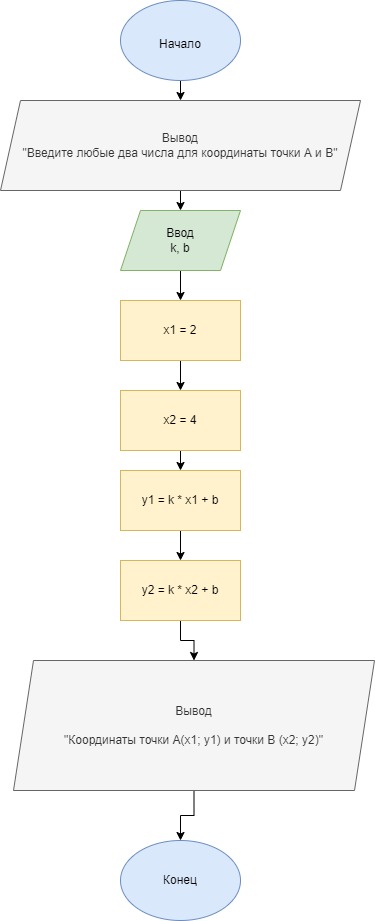 Начало
Вывод
"Введите любые два числа для координаты точки А и В"
Ввод
k, b
x1 = 2
x2 = 4
y1 = k * x1 + b
y2 = k * x2 + b
Вывод
"Координаты точки А(x1; y1) и точки В (x2; y2)"
Конец